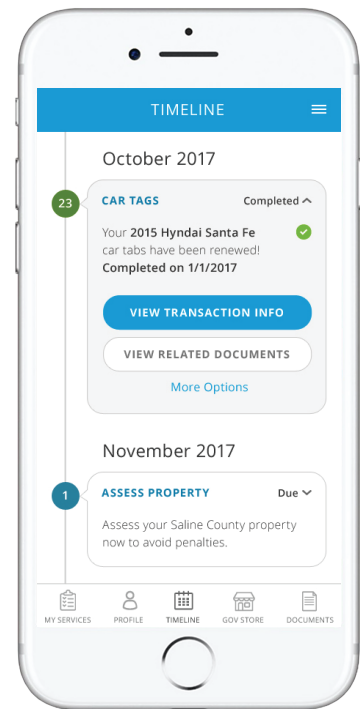 TIMELINE
October 2017
23
CAR TAGS Completed
Your 2015 Hyndai Santa Fe
car tabs have been renewed!
Completed on 1/1/2017
VIEW TRANSACTION INFO
VIEW RELATED DOCUMENTS
More Options
November 2017
1
ASSESS PROPERTY Due
Assess your Saline County property
now to avoid penalties.
MY SERVICES PROFILE TIMELINE GOV STORE DOCUMENTS